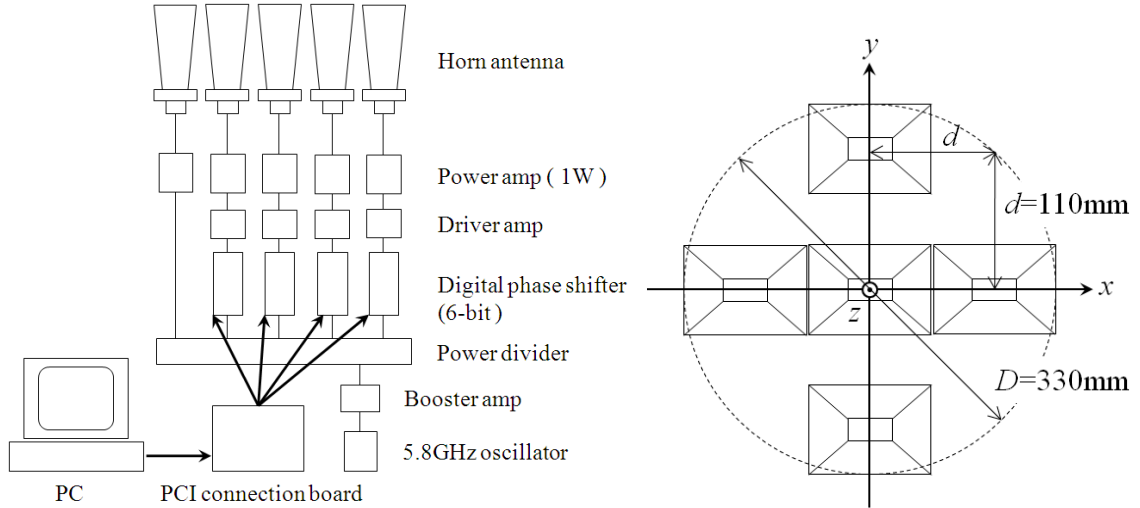 Horn antenna
Power amp ( 1W )
Driver amp
Digital phase shifter
(6-bit )
Power divider
Booster amp
5.8GHz oscillator
PC
PCI connection board
y
d
d=110mm
x
z
D=330mm